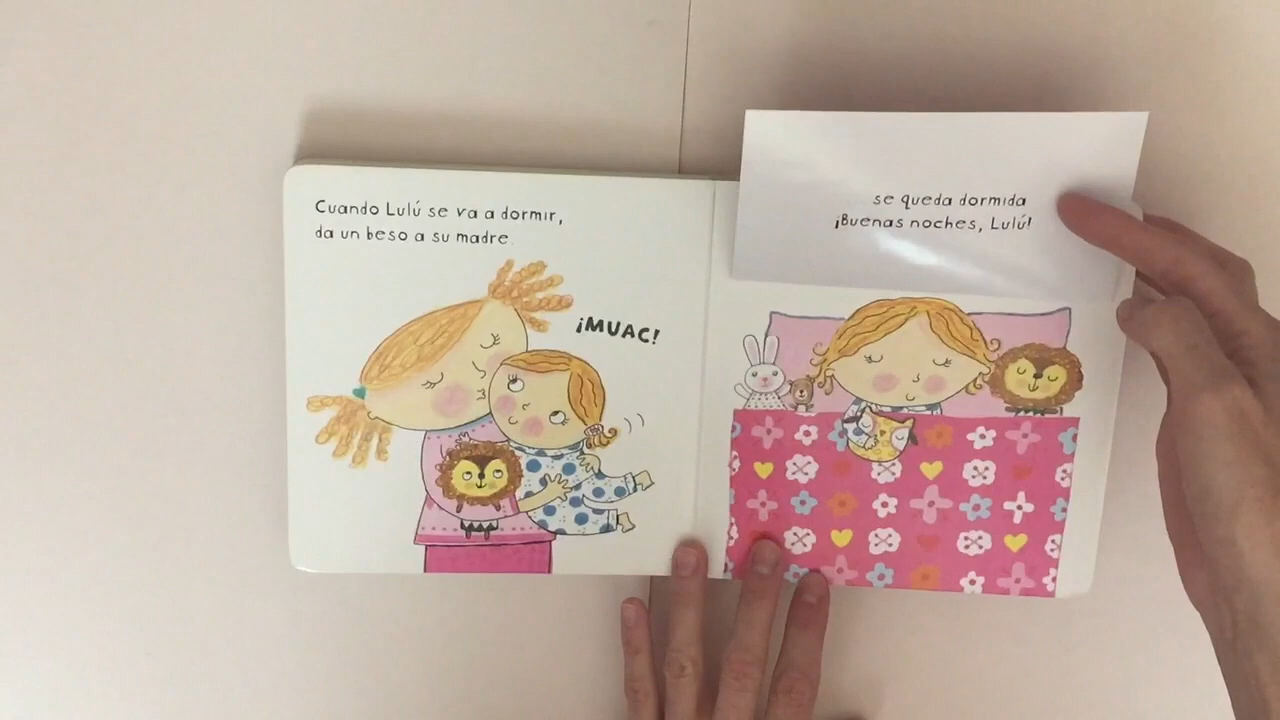 Cuando Lulú se va a dormir,
da un beso a su madre.
¡MUAC!
se queda dormida
¡Buenas noches, Lulú!